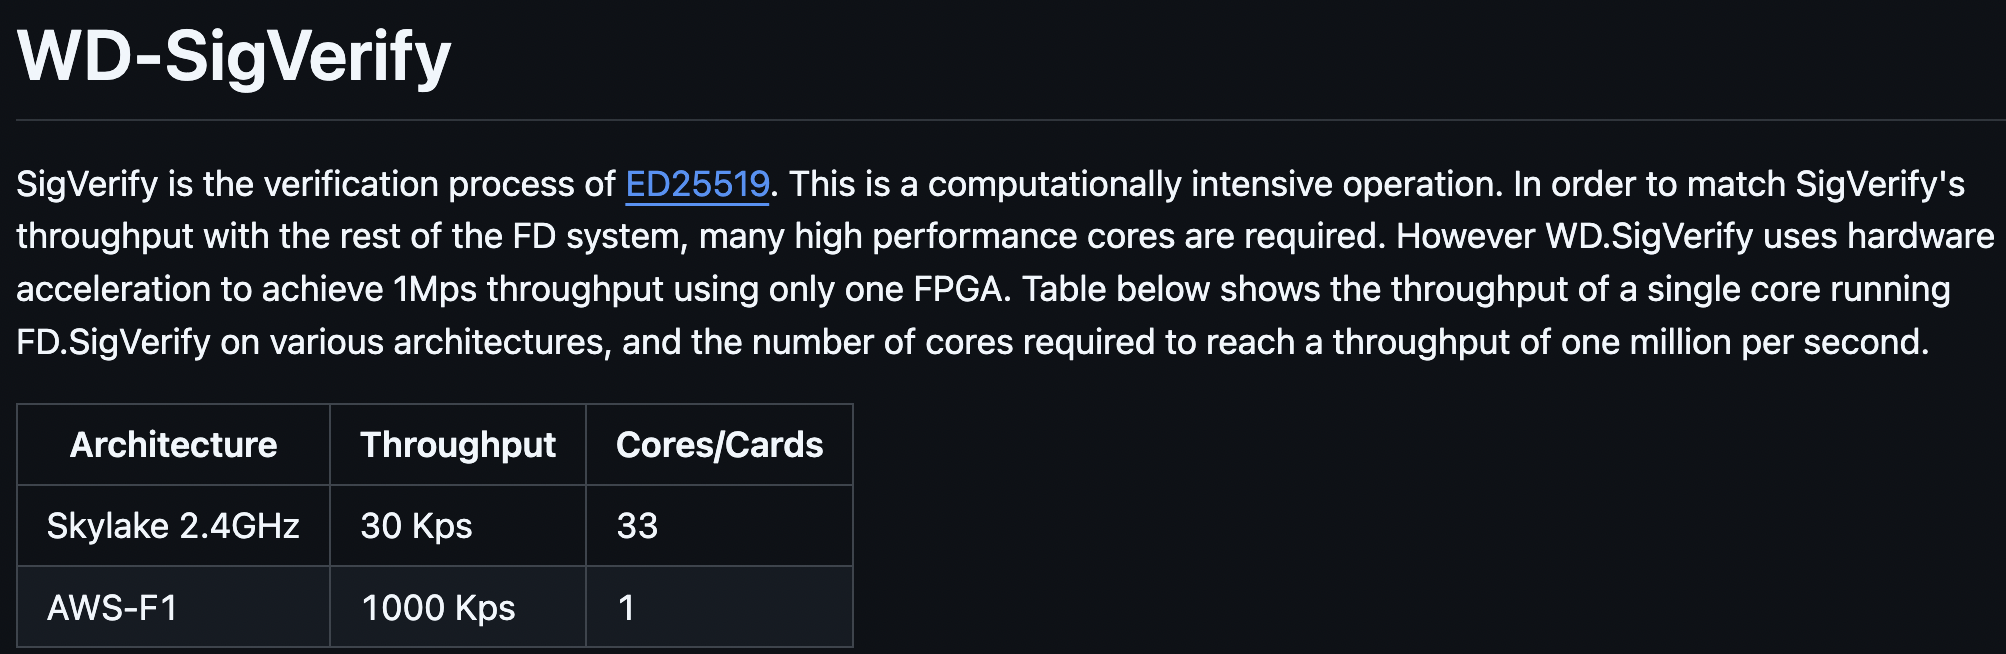 WD-SigVerify
SigVerify is the verification process of ED25519. This is a computationally intensive operation. In order to match SigVerify's
throughput with the rest of the FD system, many high performance cores are required. However WD.SigVerify uses hardware
acceleration to achieve 1Mps throughput using only one FPGA. Table below shows the throughput of a single core running
FD.SigVerify on various architectures, and the number of cores required to reach a throughput of one million per second.
Architecture Throughput Cores/Cards
Skylake 2.4GHz 30 Kps 33
AWS-F1 1000 Kps 1